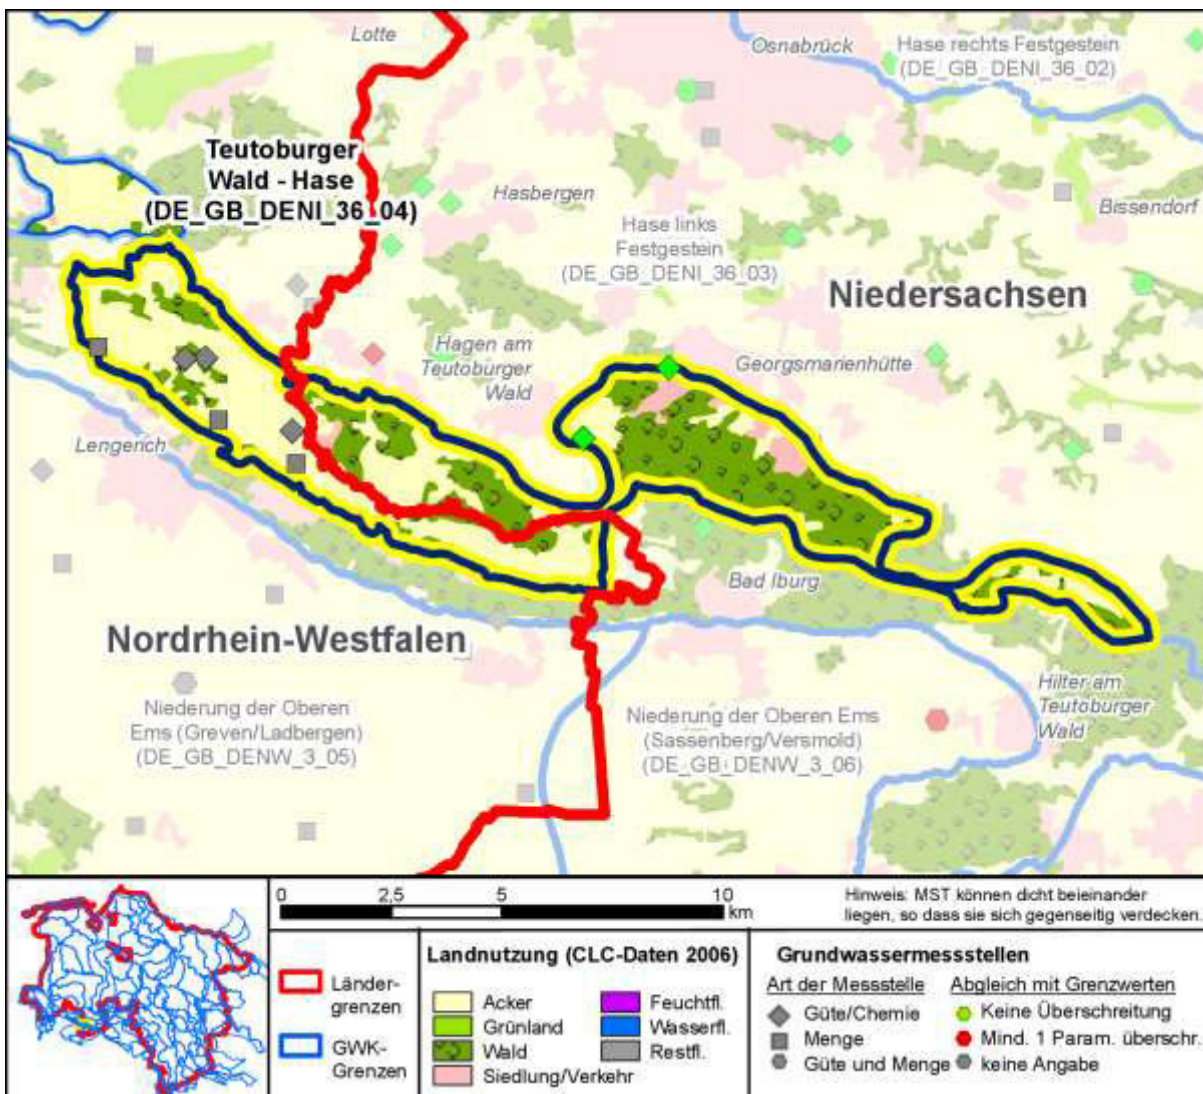 Lotte
Osnabrück
Hase rechts Festgestein
(DE_GB_DENI_36_02)
Teutoburger
Wald - Hase
(DE_GB_DENI_36_04)
Hasbergen
Bissendorf
Hase links
Festgestein
(DE_GB_DENI_36_03)
Niedersachsen
Hagen am
Teutoburger
Wald
Georgsmarienhütte
Lengerich
Bad Iburg
Nordrhein-Westfalen
Hilter am
Teutoburger
Wald
Niederung der Oberen
Ems (Greven/Ladbergen)
(DE_GB_DENW_3_05)
Niederung der Oberen Ems
(Sassenberg/Versmold)
(DE_GB_DENW_3_06)
0 2,5 5 10
km
Hinweis: MST können dicht beieinander
liegen, so dass sie sich gegenseitig verdecken.
Länder-
grenzen
GWK-
Grenzen
Landnutzung (CLC-Daten 2006)
Acker
Grünland
Wald
Siedlung/Verkehr
Feuchtfl.
Wasserfl.
Restfl.
Grundwassermessstellen
Art der Messstelle
Güte/Chemie
Menge
Güte und Menge
Abgleich mit Grenzwerten
Keine Überschreitung
Mind. 1 Param. überschr.
keine Angabe